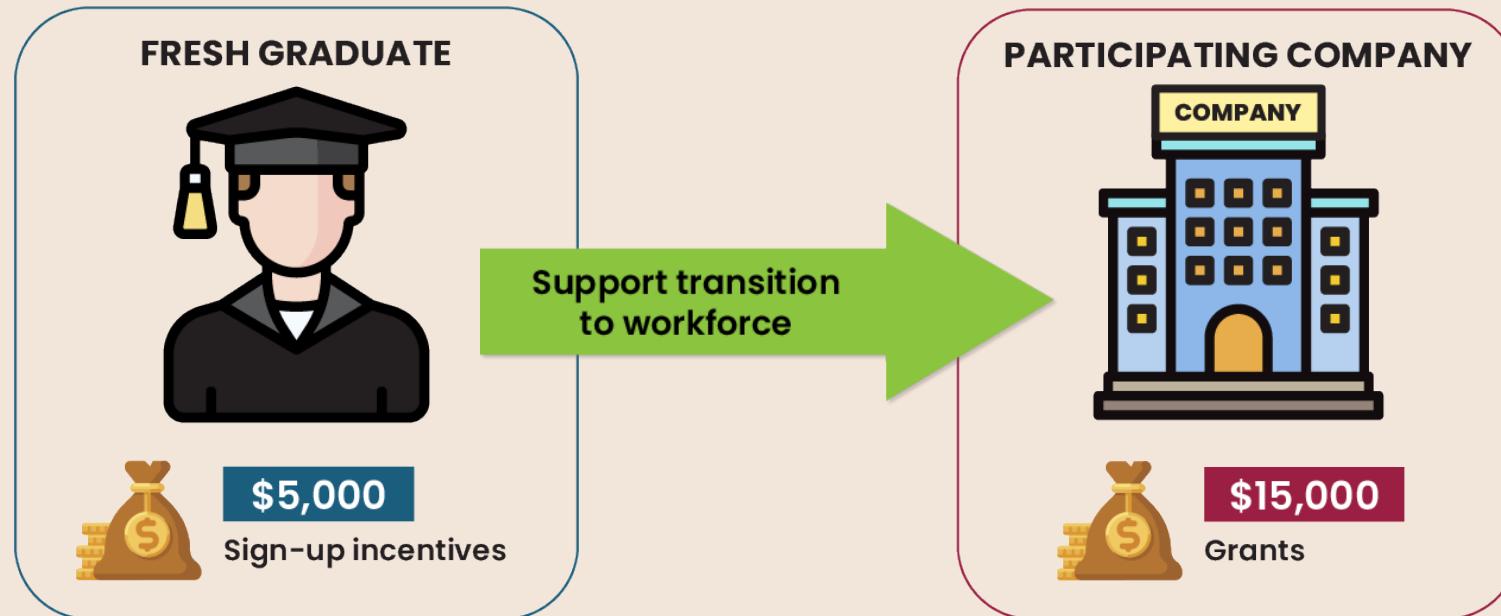 FRESH GRADUATE
$5,000
Sign-up incentives
Support transition
to workforce
PARTICIPATING COMPANY
COMPANY
$15,000
Grants